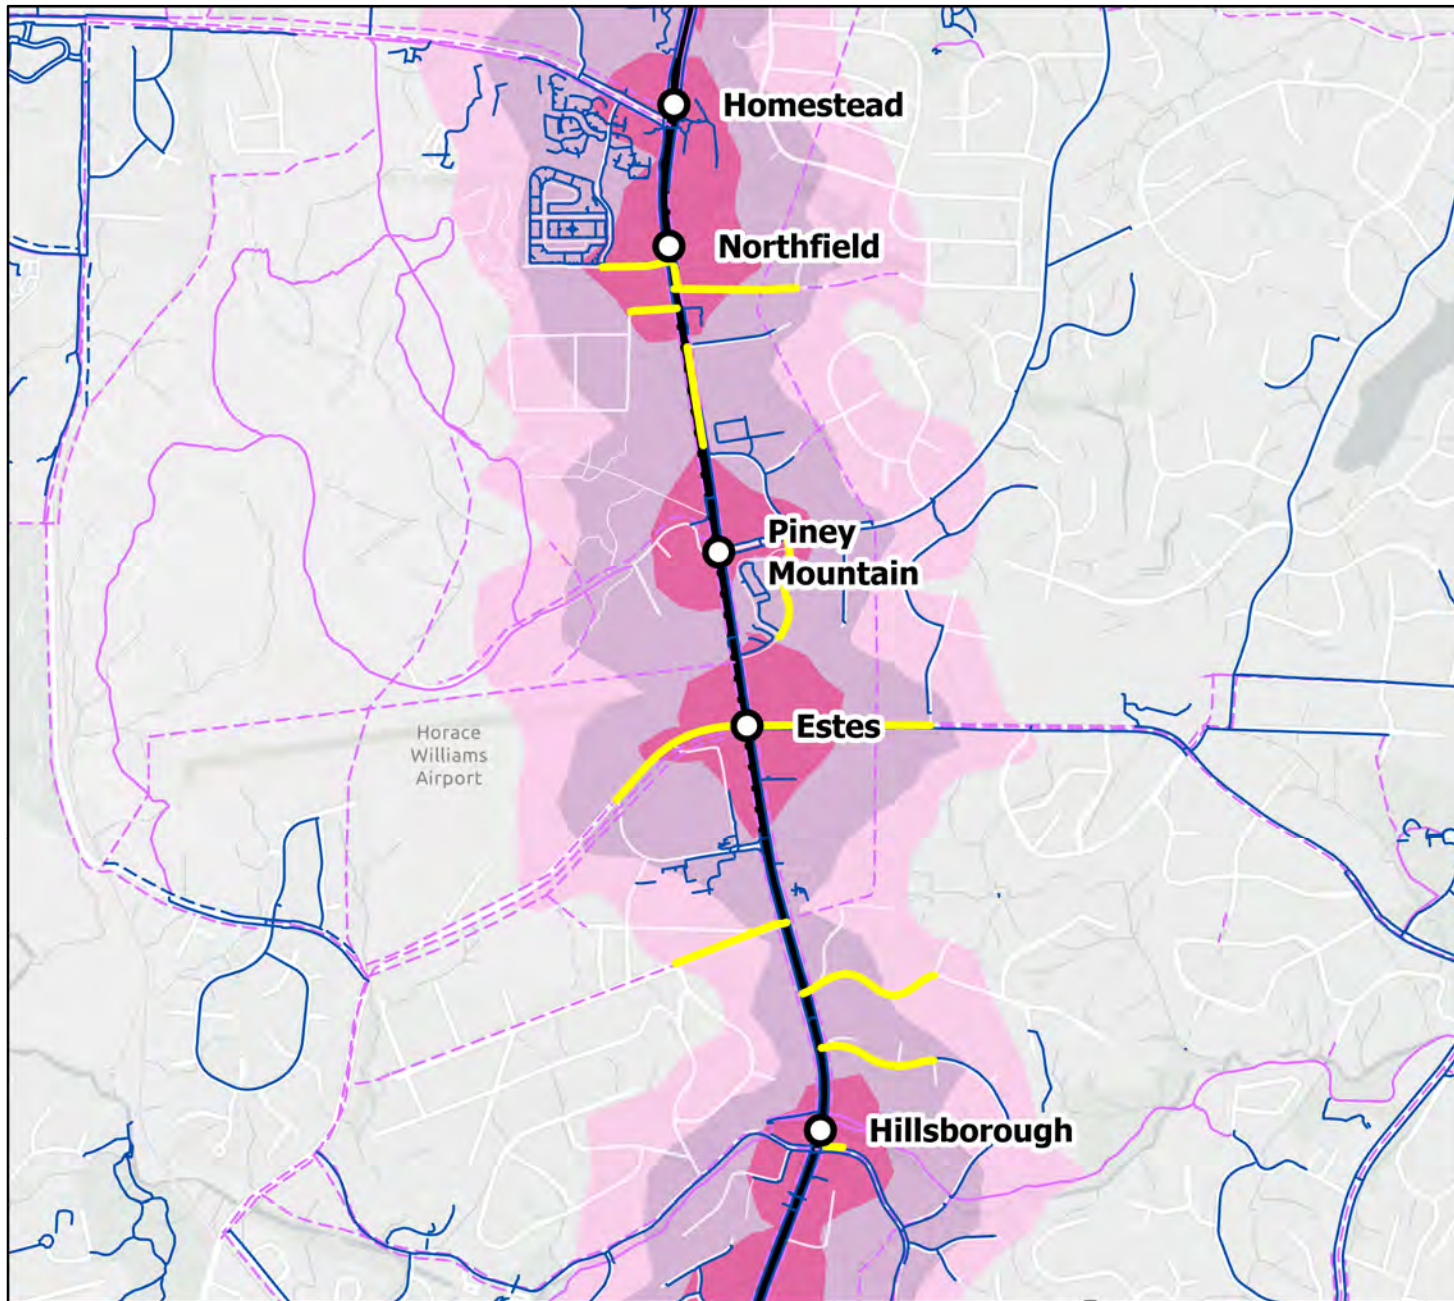 Homestead
Northfield
Piney
Mountain
Estes
Horace
Williams
Airport
Hillsborough